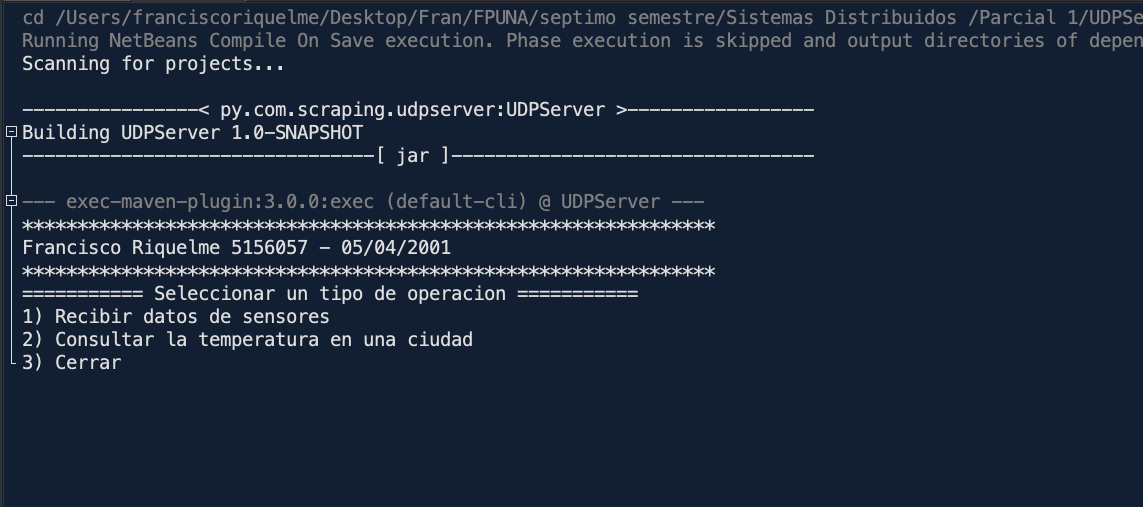 cd /Users/franciscoriquelme/Desktop/Fran/FPUNA/septimo semestre/Sistemas Distribuidos /Parcial 1/UDPSe
Running NetBeans Compile On Save execution. Phase execution is skipped and output directories of depen
Scanning for projects...
----------------< py.com.scraping.udpserver:UDPServer >-----------------
Building UDPServer 1.0-SNAPSHOT
--------------------------------[ jar ]---------------------------------
--- exec-maven-plugin:3.0.0:exec (default-cli) @ UDPServer ---
***************************************************************
Francisco Riquelme 5156057 - 05/04/2001
***************************************************************
=========== Seleccionar un tipo de operacion ===========
1) Recibir datos de sensores
2) Consultar la temperatura en una ciudad
3) Cerrar